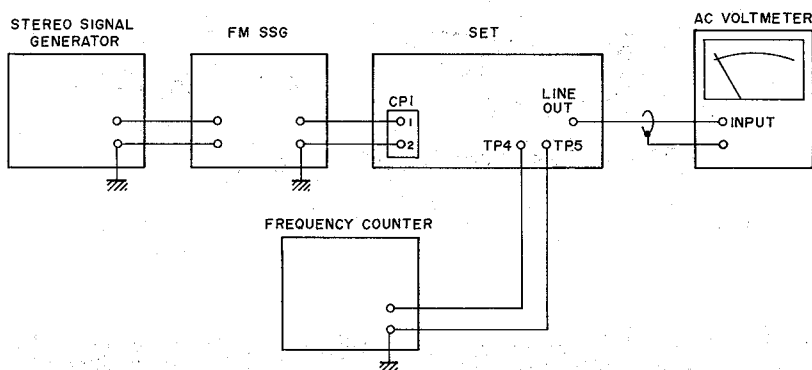 STEREO SIGNAL
GENERATOR
FM SSG
SET
AC VOLTMETER
CP1
1
2
LINE
OUT
TP4
TP5
INPUT
FREQUENCY COUNTER